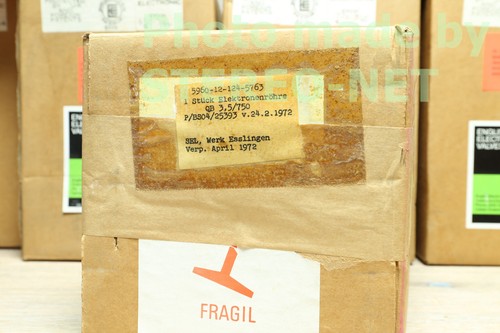 Photo made by
STEREO-NET
5960-12-124-5763
1 Stück Elektronenröhre
QB 3,5/750
P/BS04/25393 v.24.2.1972
SEL, Werk Esslingen
Verp. April 1972
FRAGIL